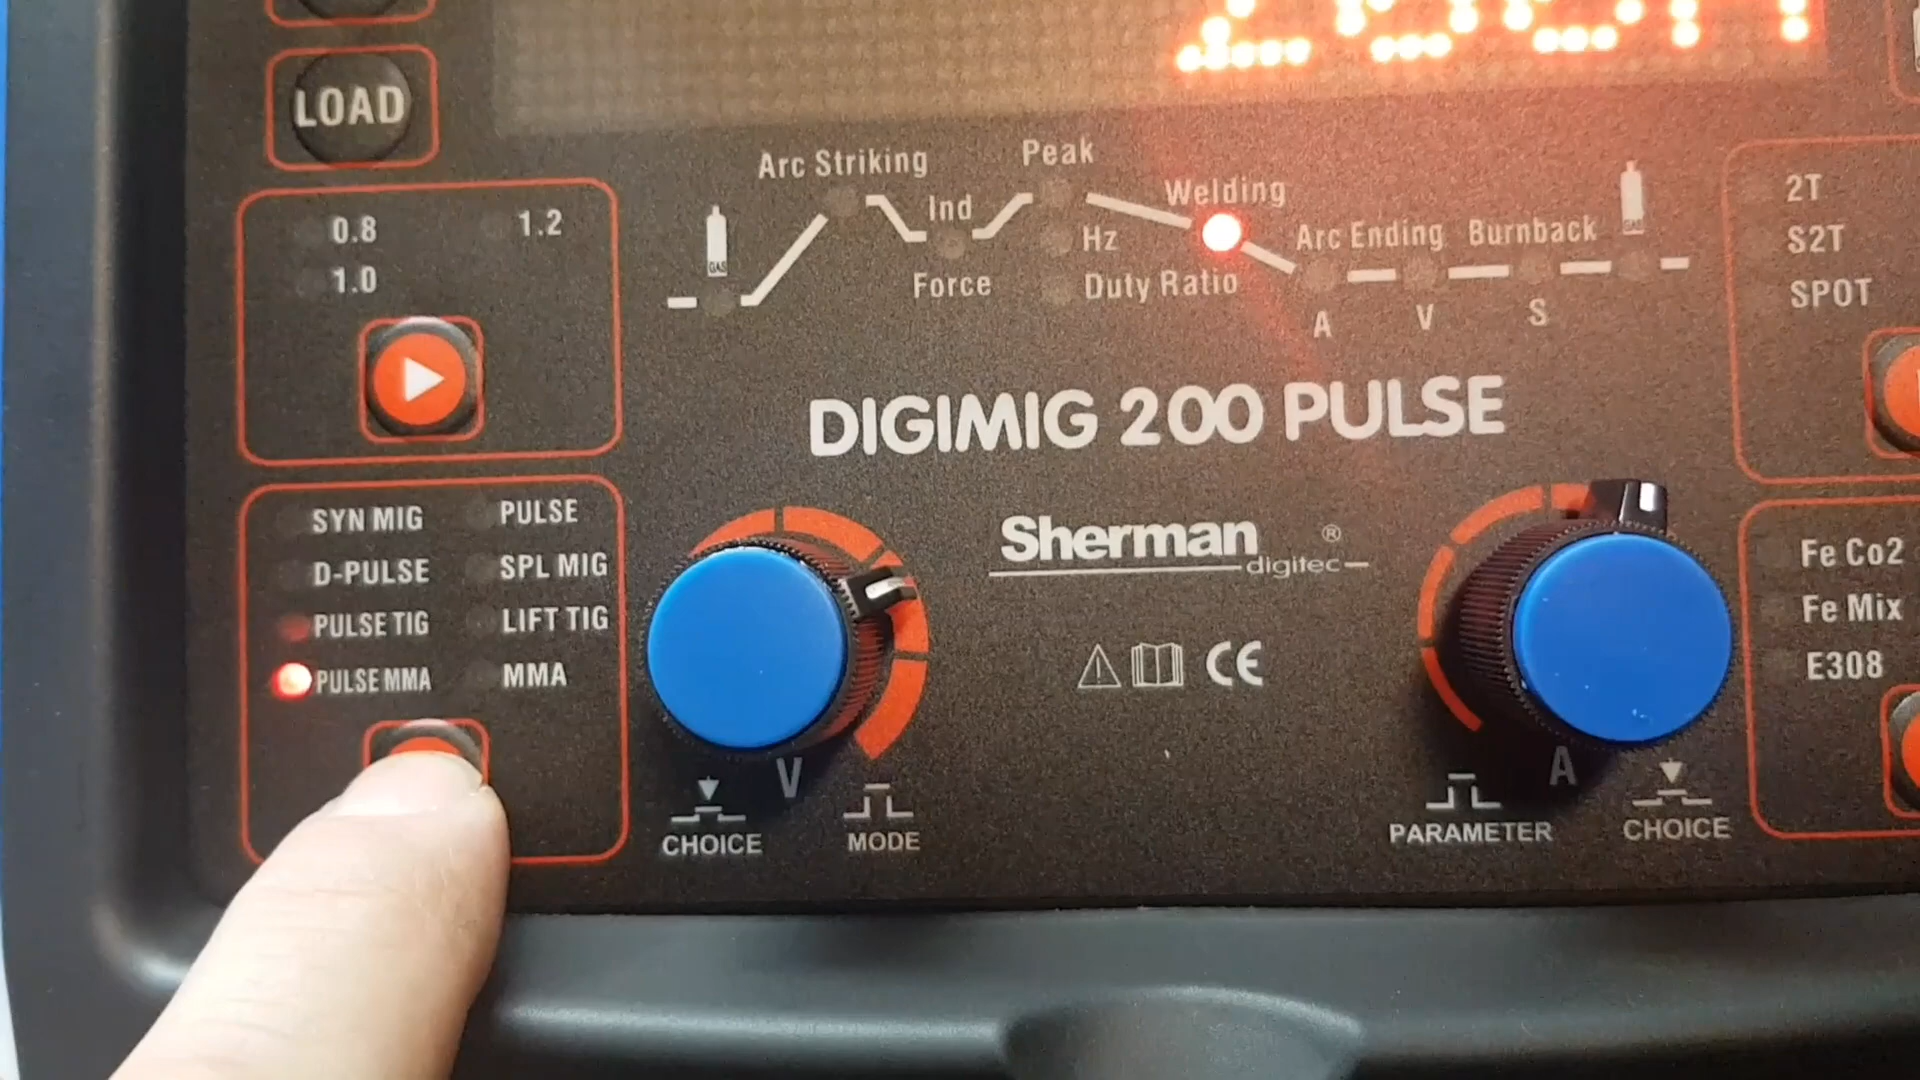 LOAD
0.8
1.2
1.0
Arc Striking
Peak
Ind
Welding
Hz
Arc Ending
Burnback
GAS
GAS
Force
Duty Ratio
A
V
S
2T
S2T
SPOT
DIGIMIG 200 PULSE
SYN MIG
PULSE
D-PULSE
SPL MIG
PULSE TIG
LIFT TIG
PULSE MMA
MMA
Sherman ®
digitec
CE
Fe Co2
Fe Mix
E308
V
CHOICE
MODE
A
PARAMETER
CHOICE